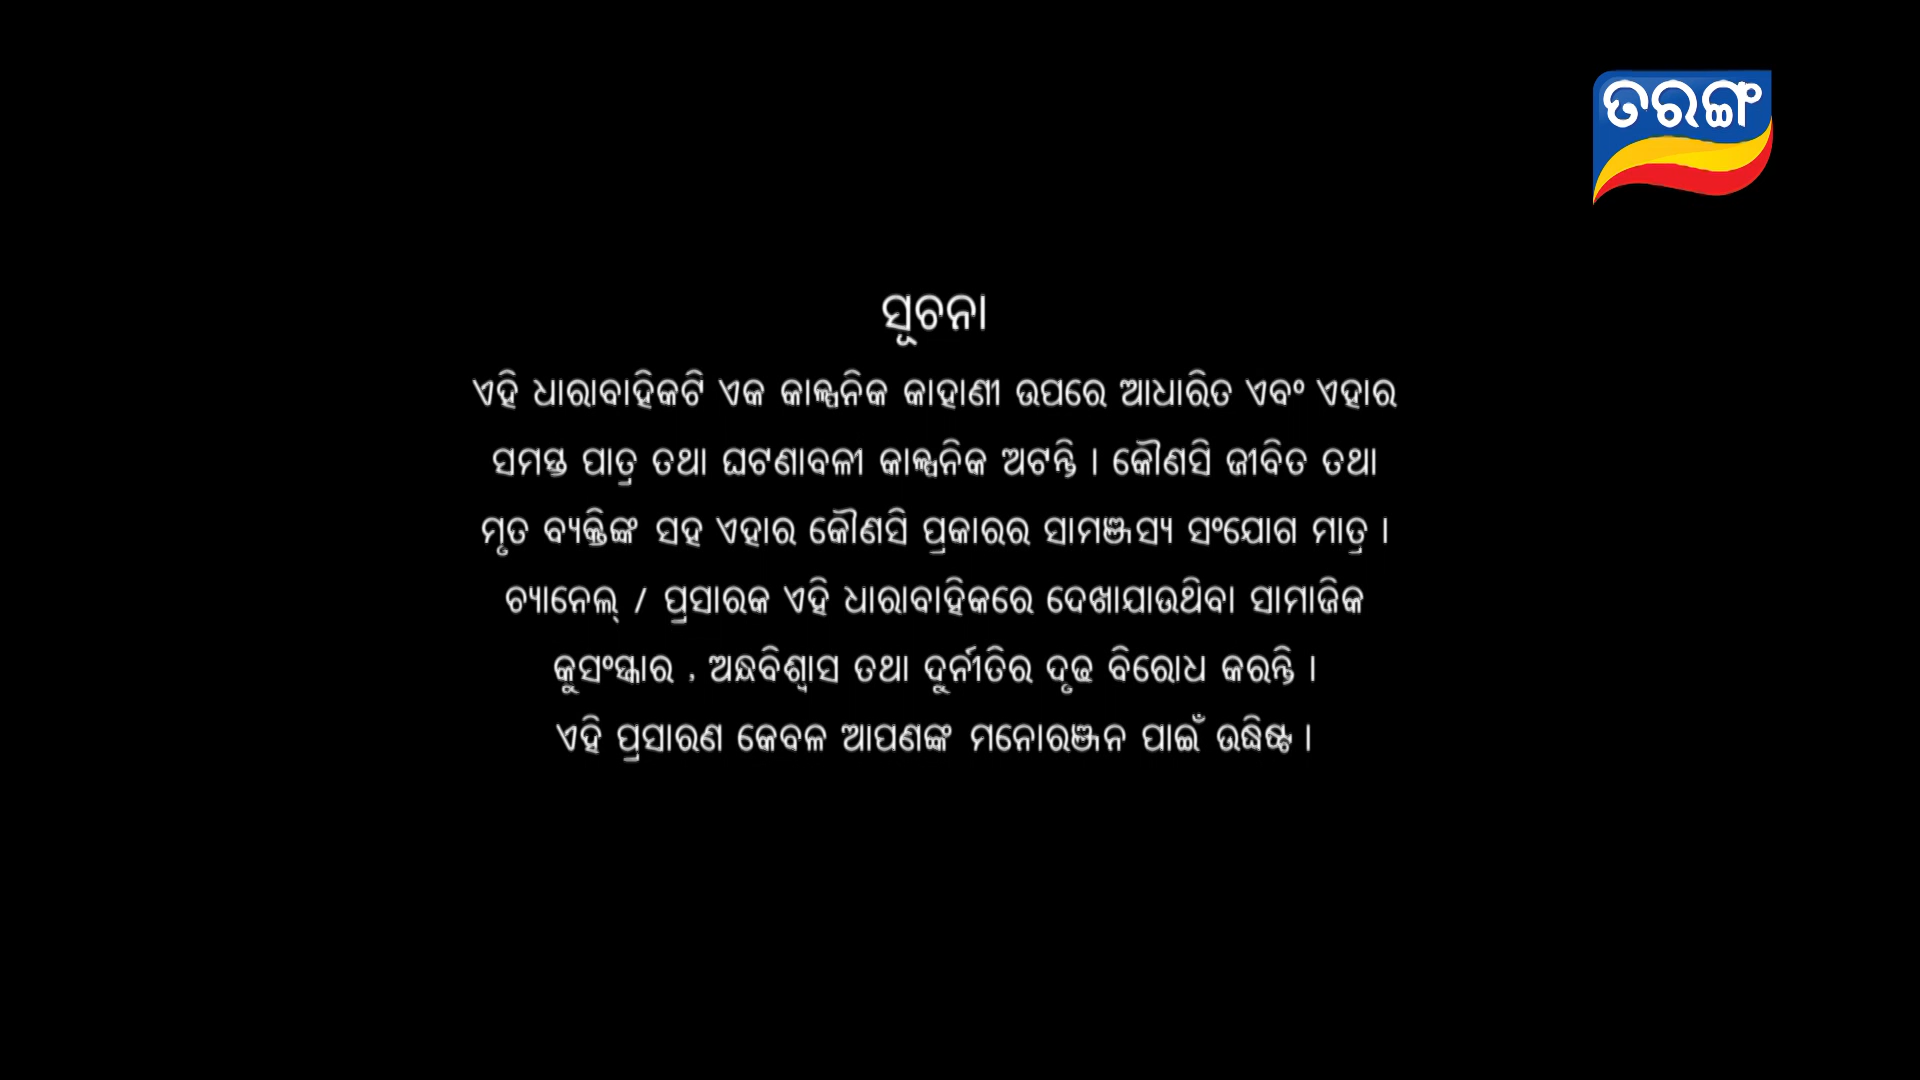 ତରଙ୍ଗ
ସୂଚନା
ଏହି ଧାରାବାହିକଟି ଏକ କାଳ୍ପନିକ କାହାଣୀ ଉପରେ ଆଧାରିତ ଏବଂ ଏହାର
ସମସ୍ତ ପାତ୍ର ତଥା ଘଟଣାବଳୀ କାଳ୍ପନିକ ଅଟନ୍ତି । କୌଣସି ଜୀବିତ ତଥା
ମୃତ ବ୍ୟକ୍ତିଙ୍କ ସହ ଏହାର କୌଣସି ପ୍ରକାରର ସାମଞ୍ଜସ୍ୟ ସଂଯୋଗ ମାତ୍ର ।
ଚ୍ୟାନେଲ୍ / ପ୍ରସାରକ ଏହି ଧାରାବାହିକରେ ଦେଖାଯାଉଥିବା ସାମାଜିକ
କୁସଂସ୍କାର , ଅନ୍ଧବିଶ୍ୱାସ ତଥା ଦୁର୍ନୀତିର ଦୃଢ ବିରୋଧ କରନ୍ତି ।
ଏହି ପ୍ରସାରଣ କେବଳ ଆପଣଙ୍କ ମନୋରଞ୍ଜନ ପାଇଁ ଉଦ୍ଧିଷ୍ଟ ।